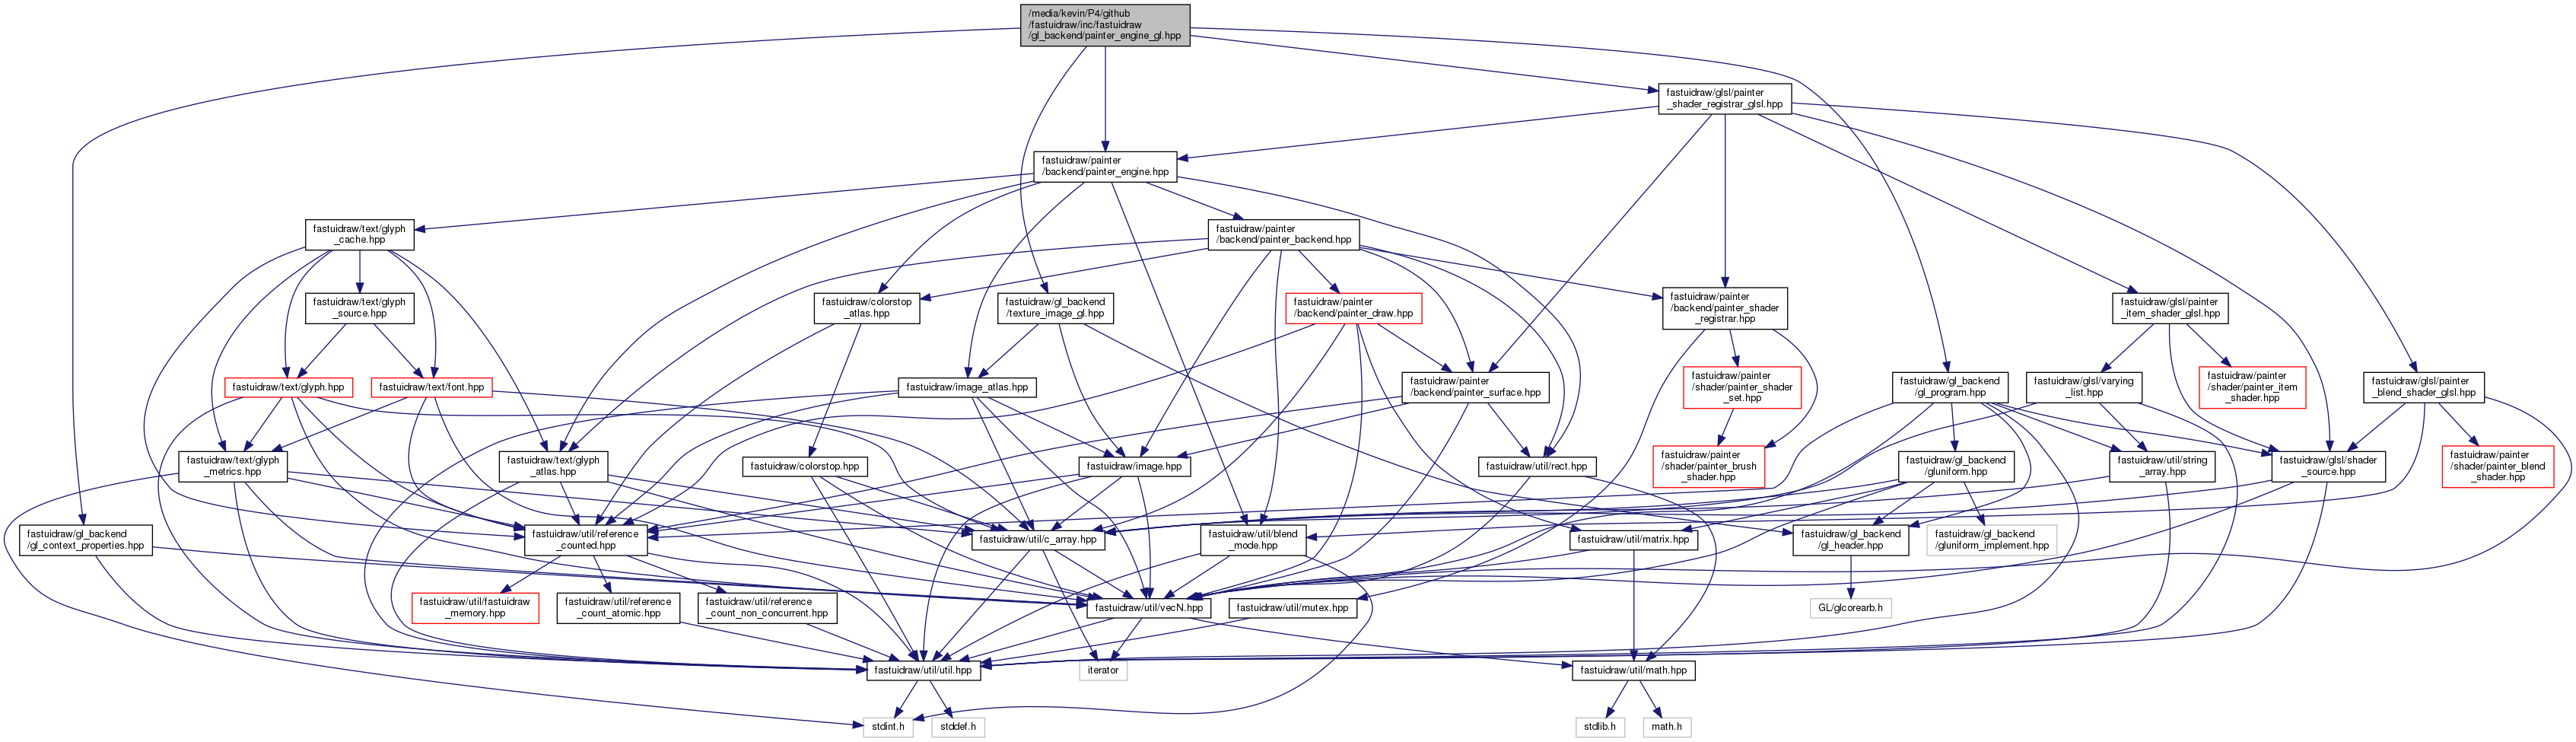 /media/kevin/P4/github
/fastuidraw/inc/fastuidraw
/gl_backend/painter_engine_gl.hpp
fastuidraw/glsl/painter
_shader_registrar_glsl.hpp
fastuidraw/painter
/backend/painter_engine.hpp
fastuidraw/text/glyph
_cache.hpp
fastuidraw/painter
/backend/painter_backend.hpp
fastuidraw/text/glyph
_source.hpp
fastuidraw/colorstop
_atlas.hpp
fastuidraw/gl_backend
/texture_image_gl.hpp
fastuidraw/painter
/backend/painter_draw.hpp
fastuidraw/painter
/backend/painter_shader
_registrar.hpp
fastuidraw/glsl/painter
_item_shader_glsl.hpp
fastuidraw/text/glyph.hpp
fastuidraw/text/font.hpp
fastuidraw/image_atlas.hpp
fastuidraw/painter
/backend/painter_surface.hpp
fastuidraw/painter
/shader/painter_shader
_set.hpp
fastuidraw/gl_backend
/gl_program.hpp
fastuidraw/glsl/varying
_list.hpp
fastuidraw/painter
/shader/painter_item
_shader.hpp
fastuidraw/glsl/painter
_blend_shader_glsl.hpp
fastuidraw/text/glyph
_metrics.hpp
fastuidraw/text/glyph
_atlas.hpp
fastuidraw/colorstop.hpp
fastuidraw/image.hpp
fastuidraw/util/rect.hpp
fastuidraw/painter
/shader/painter_brush
_shader.hpp
fastuidraw/gl_backend
/gluniform.hpp
fastuidraw/util/string
_array.hpp
fastuidraw/glsl/shader
_source.hpp
fastuidraw/painter
/shader/painter_blend
_shader.hpp
fastuidraw/gl_backend
/gl_context_properties.hpp
fastuidraw/util/reference
_counted.hpp
fastuidraw/util/c_array.hpp
fastuidraw/util/blend
_mode.hpp
fastuidraw/util/matrix.hpp
fastuidraw/gl_backend
/gl_header.hpp
fastuidraw/gl_backend
/gluniform_implement.hpp
fastuidraw/util/fastuidraw
_memory.hpp
fastuidraw/util/reference
_count_atomic.hpp
fastuidraw/util/reference
_count_non_concurrent.hpp
fastuidraw/util/vecN.hpp
fastuidraw/util/mutex.hpp
GL/glcorearb.h
fastuidraw/util/util.hpp
iterator
fastuidraw/util/math.hpp
stdint.h
stddef.h
stdlib.h
math.h